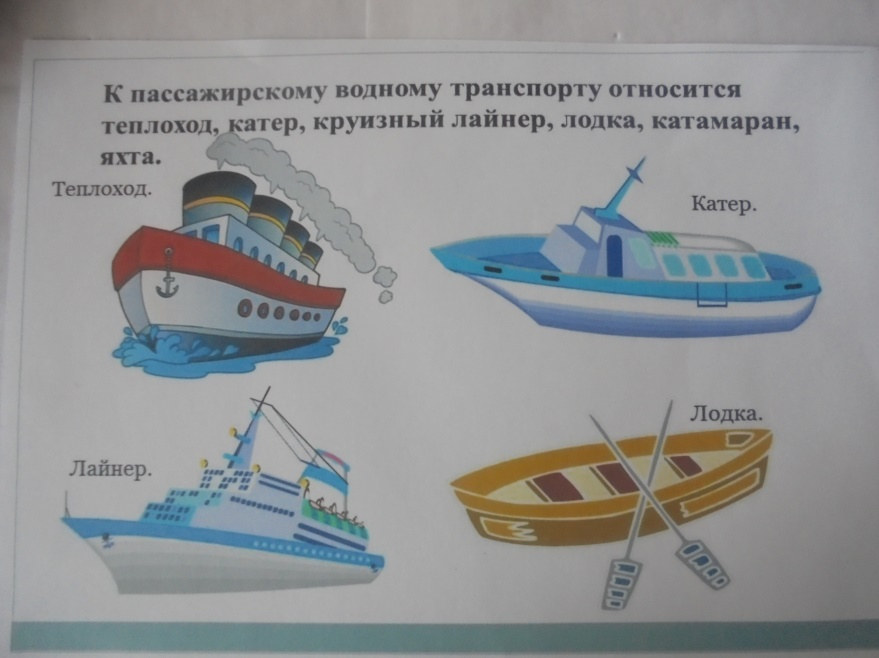 К пассажирскому водному транспорту относится
теплоход, катер, круизный лайнер, лодка, катамаран,
яхта.
Теплоход.
Катер.
Лайнер.
Лодка.